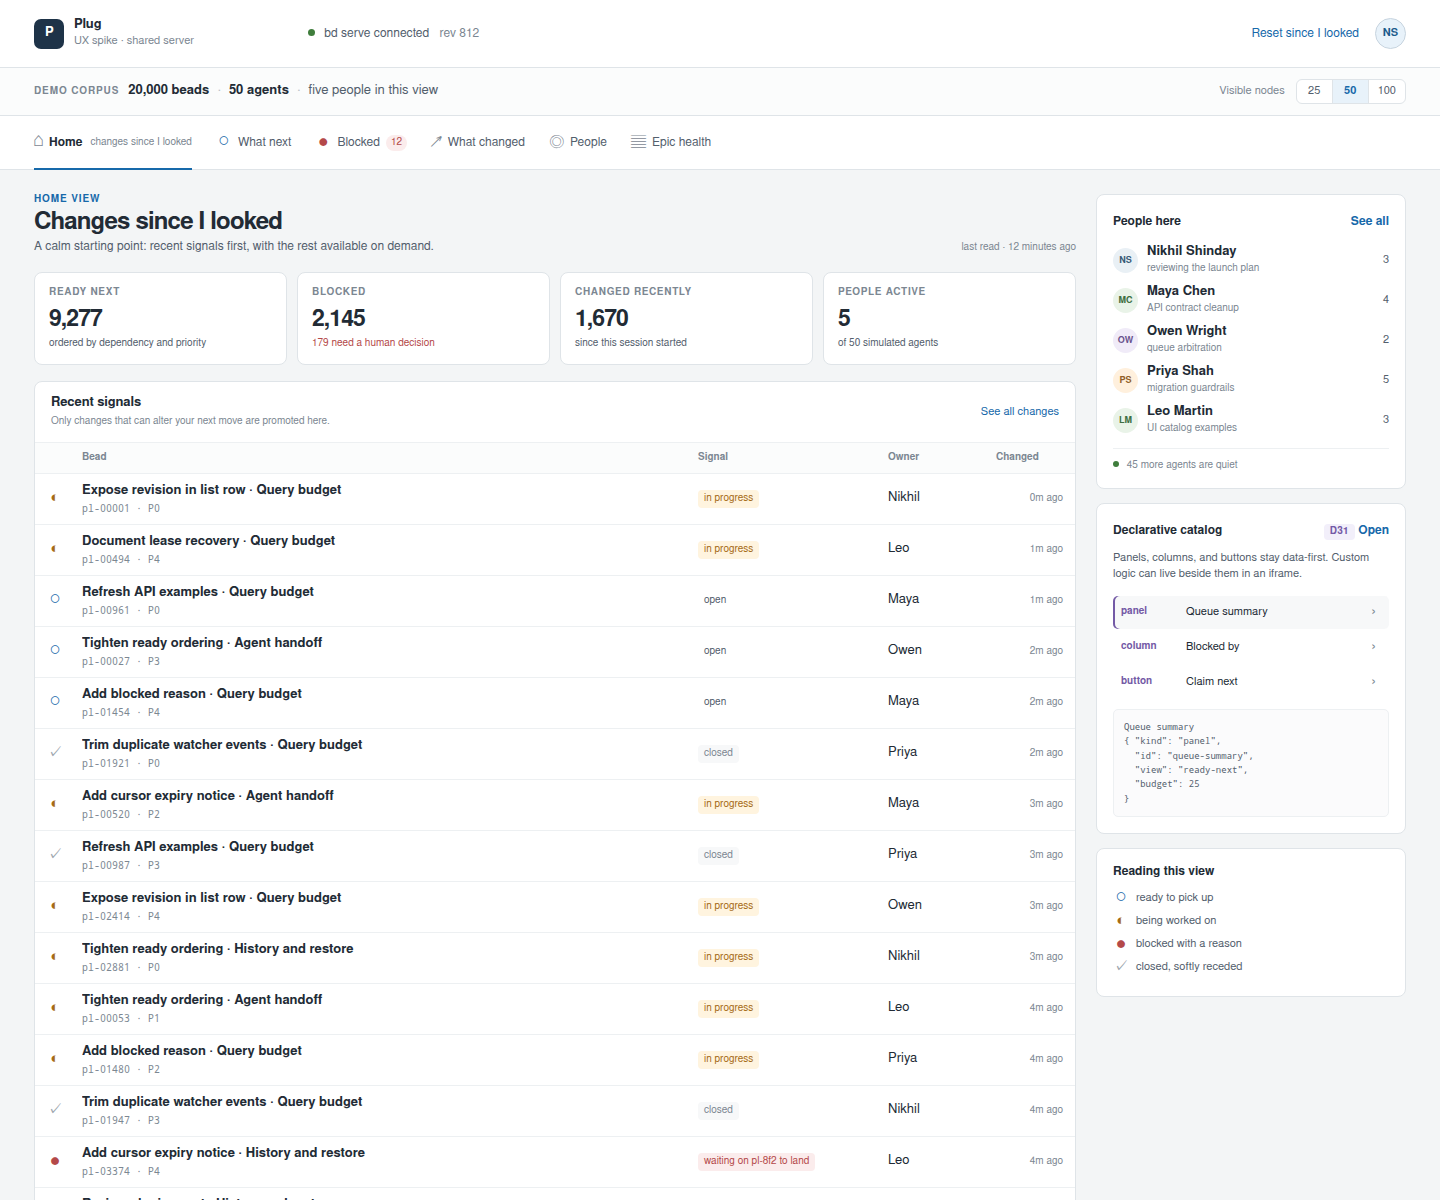 P
Plug
UX spike · shared server
bd serve connected rev 812
Reset since I looked
NS
DEMO CORPUS 20,000 beads · 50 agents · five people in this view
Visible nodes 25 50 100
Home changes since I looked
What next
Blocked 12
What changed
People
Epic health
HOME VIEW
Changes since I looked
A calm starting point: recent signals first, with the rest available on demand.
last read · 12 minutes ago
READY NEXT
9,277
ordered by dependency and priority
BLOCKED
2,145
179 need a human decision
CHANGED RECENTLY
1,670
since this session started
PEOPLE ACTIVE
5
of 50 simulated agents
Recent signals
Only changes that can alter your next move are promoted here.
See all changes
Bead Signal Owner Changed
Expose revision in list row · Query budget
pl-00001 · P0
in progress Nikhil 0m ago
Document lease recovery · Query budget
pl-00494 · P4
in progress Leo 1m ago
Refresh API examples · Query budget
pl-00961 · P0
open Maya 1m ago
Tighten ready ordering · Agent handoff
pl-00027 · P3
open Owen 2m ago
Add blocked reason · Query budget
pl-01454 · P4
open Maya 2m ago
Trim duplicate watcher events · Query budget
pl-01921 · P0
closed Priya 2m ago
Add cursor expiry notice · Agent handoff
pl-00520 · P2
in progress Maya 3m ago
Refresh API examples · Query budget
pl-00987 · P3
closed Priya 3m ago
Expose revision in list row · Query budget
pl-02414 · P4
in progress Owen 3m ago
Tighten ready ordering · History and restore
pl-02881 · P0
in progress Nikhil 3m ago
Tighten ready ordering · Agent handoff
pl-00053 · P1
in progress Leo 4m ago
Add blocked reason · Query budget
pl-01480 · P2
in progress Priya 4m ago
Trim duplicate watcher events · Query budget
pl-01947 · P3
closed Nikhil 4m ago
Add cursor expiry notice · History and restore
pl-03374 · P4
waiting on pl-8f2 to land Leo 4m ago
People here See all
NS Nikhil Shinday 3
reviewing the launch plan
MC Maya Chen 4
API contract cleanup
OW Owen Wright 2
queue arbitration
PS Priya Shah 5
migration guardrails
LM Leo Martin 3
UI catalog examples
45 more agents are quiet
Declarative catalog D31 Open
Panels, columns, and buttons stay data-first. Custom
logic can live beside them in an iframe.
panel Queue summary ›
column Blocked by ›
button Claim next ›
Queue summary
{ "kind": "panel",
"id": "queue-summary",
"view": "ready-next",
"budget": 25
}
Reading this view
ready to pick up
being worked on
blocked with a reason
closed, softly receded